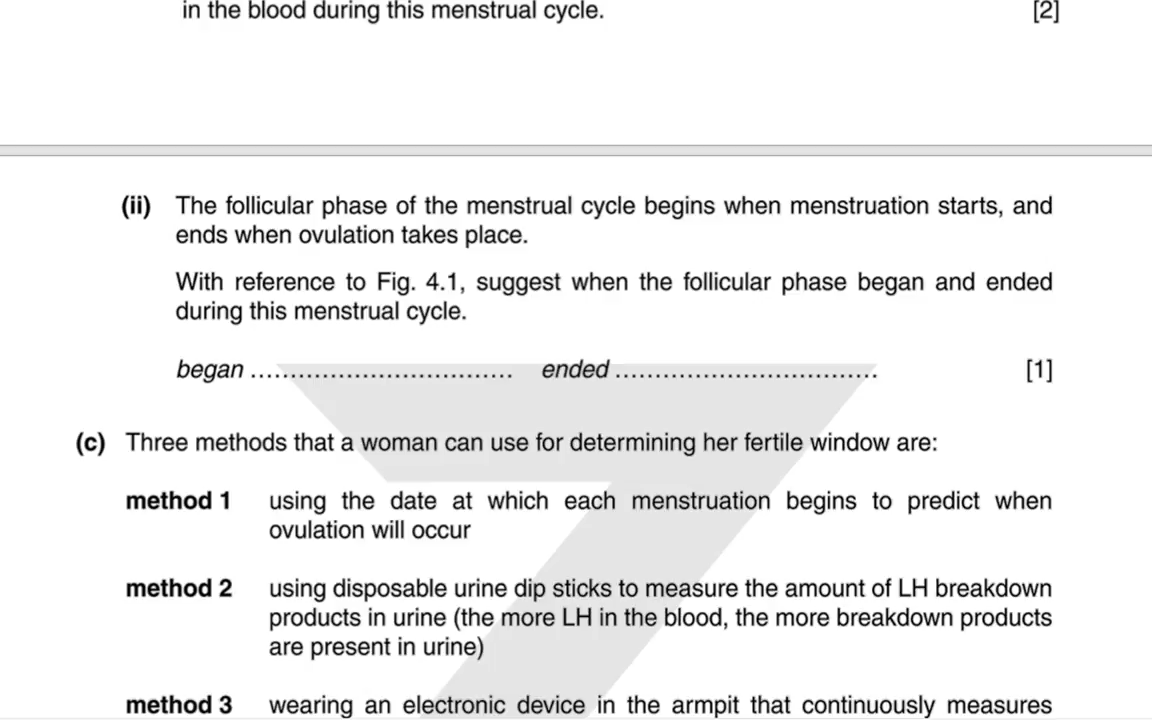 in the blood during this menstrual cycle. [2]
(ii) The follicular phase of the menstrual cycle begins when menstruation starts, and
ends when ovulation takes place.
With reference to Fig. 4.1, suggest when the follicular phase began and ended
during this menstrual cycle.
began ................................. ended ................................. [1]
(c) Three methods that a woman can use for determining her fertile window are:
method 1 using the date at which each menstruation begins to predict when
ovulation will occur
method 2 using disposable urine dip sticks to measure the amount of LH breakdown
products in urine (the more LH in the blood, the more breakdown products
are present in urine)
method 3 wearing an electronic device in the armpit that continuously measures